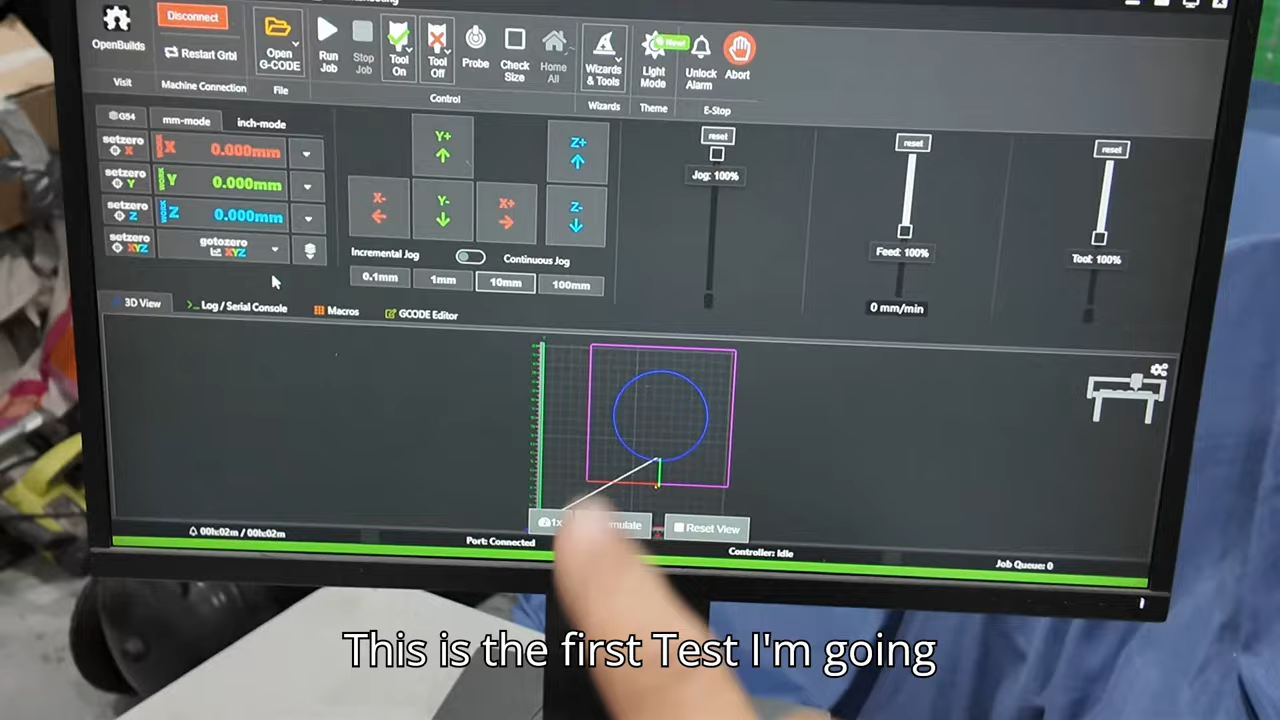 OpenBuilds
Visit
Disconnect
Restart Grbl
Machine Connection
Open
G-CODE
File
Run
Job
Stop
Job
Tool
On
Tool
Off
Probe
Check
Size
Home
All
Control
Wizards
& Tools
Wizards
New!
Light
Mode
Theme
Unlock
Alarm
Abort
E-Stop
G54
mm-mode
inch-mode
setzero
X
WORK X 0.000mm
setzero
Y
WORK Y 0.000mm
setzero
Z
WORK Z 0.000mm
setzero
XYZ
gotozero
XYZ
Y+
Z+
X-
Y-
X+
Z-
Incremental Jog
Continuous Jog
0.1mm
1mm
10mm
100mm
reset
Jog: 100%
reset
Feed: 100%
0 mm/min
reset
Tool: 100%
3D View
Log / Serial Console
Macros
GCODE Editor
1x
Reset View
00h:02m / 00h:02m
Port: Connected
Controller: Idle
Job Queue: 0
This is the first Test I'm going